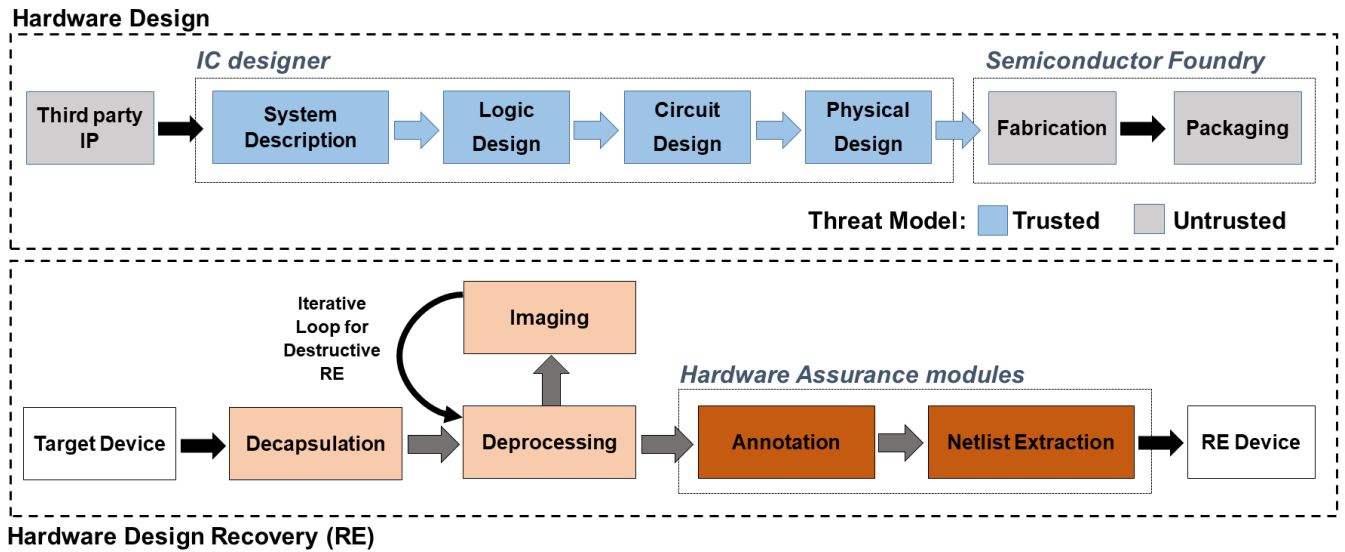 Hardware Design
IC designer
Semiconductor Foundry
Third party
IP
System
Description
Logic
Design
Circuit
Design
Physical
Design
Fabrication
Packaging
Threat Model:
Trusted
Untrusted
Iterative
Loop for
Destructive
RE
Imaging
Hardware Assurance modules
Target Device
Decapsulation
Deprocessing
Annotation
Netlist Extraction
RE Device
Hardware Design Recovery (RE)